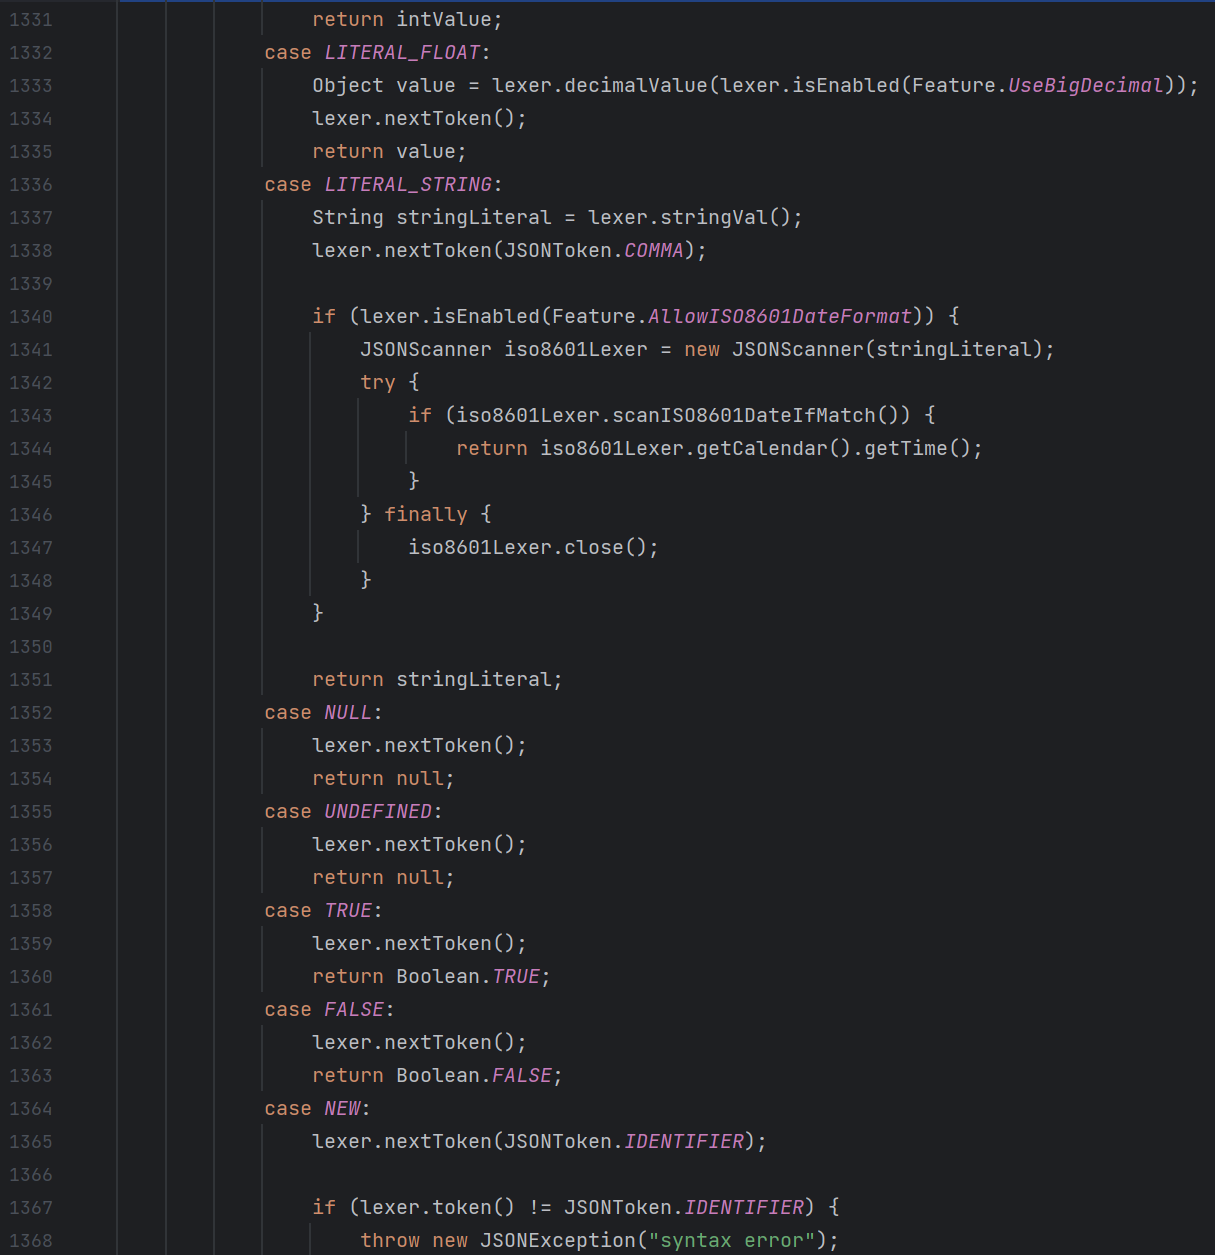 1331 return intValue;
1332 case LITERAL_FLOAT:
1333 Object value = lexer.decimalValue(lexer.isEnabled(Feature.UseBigDecimal));
1334 lexer.nextToken();
1335 return value;
1336 case LITERAL_STRING:
1337 String stringLiteral = lexer.stringVal();
1338 lexer.nextToken(JSONToken.COMMA);
1339
1340 if (lexer.isEnabled(Feature.AllowISO8601DateFormat)) {
1341 JSONScanner iso8601Lexer = new JSONScanner(stringLiteral);
1342 try {
1343 if (iso8601Lexer.scanISO8601DateIfMatch()) {
1344 return iso8601Lexer.getCalendar().getTime();
1345 }
1346 } finally {
1347 iso8601Lexer.close();
1348 }
1349 }
1350
1351 return stringLiteral;
1352 case NULL:
1353 lexer.nextToken();
1354 return null;
1355 case UNDEFINED:
1356 lexer.nextToken();
1357 return null;
1358 case TRUE:
1359 lexer.nextToken();
1360 return Boolean.TRUE;
1361 case FALSE:
1362 lexer.nextToken();
1363 return Boolean.FALSE;
1364 case NEW:
1365 lexer.nextToken(JSONToken.IDENTIFIER);
1366
1367 if (lexer.token() != JSONToken.IDENTIFIER) {
1368 throw new JSONException("syntax error");